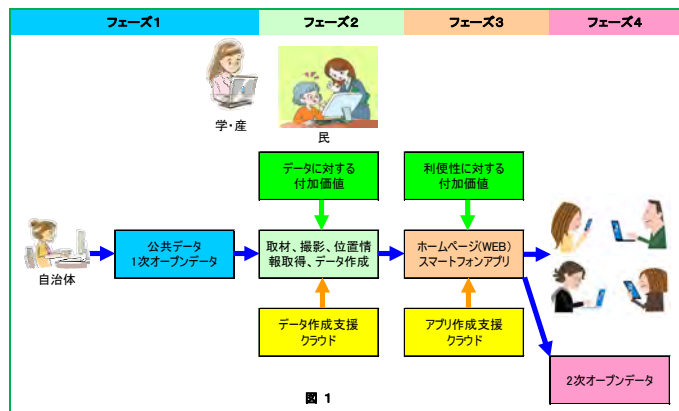 フェーズ1
フェーズ2
フェーズ3
フェーズ4
学・産
民
データに対する
付加価値
利便性に対する
付加価値
自治体
公共データ
1次オープンデータ
取材、撮影、位置情
報取得、データ作成
ホームページ(WEB)
スマートフォンアプリ
データ作成支援
クラウド
アプリ作成支援
クラウド
2次オープンデータ
図 1